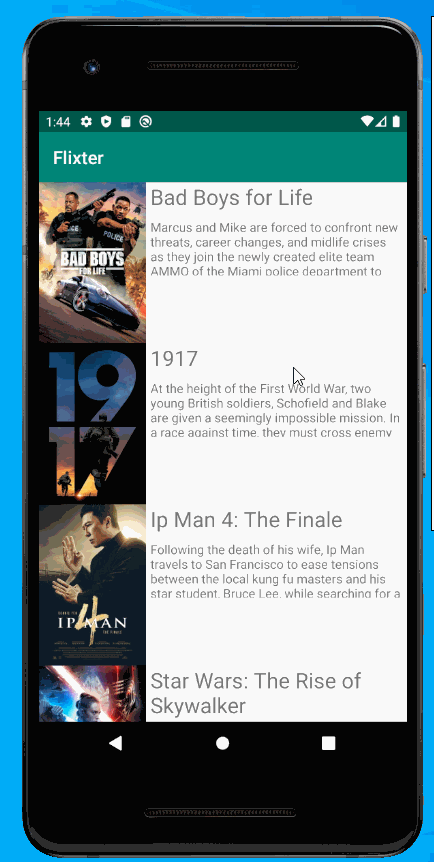 1:44
Flixter
Bad Boys for Life
Marcus and Mike are forced to confront new
threats, career changes, and midlife crises
as they join the newly created elite team
AMMO of the Miami police department to
POLICE
POLICE
BAD BOYS
FOR LIFE
1917
At the height of the First World War, two
young British soldiers, Schofield and Blake
are given a seemingly impossible mission. In
a race against time, they must cross enemy
19
17
Ip Man 4: The Finale
Following the death of his wife, Ip Man
travels to San Francisco to ease tensions
between the local kung fu masters and his
star student, Bruce Lee, while searching for a
IP MAN
4
THE FINALE
Star Wars: The Rise of
Skywalker